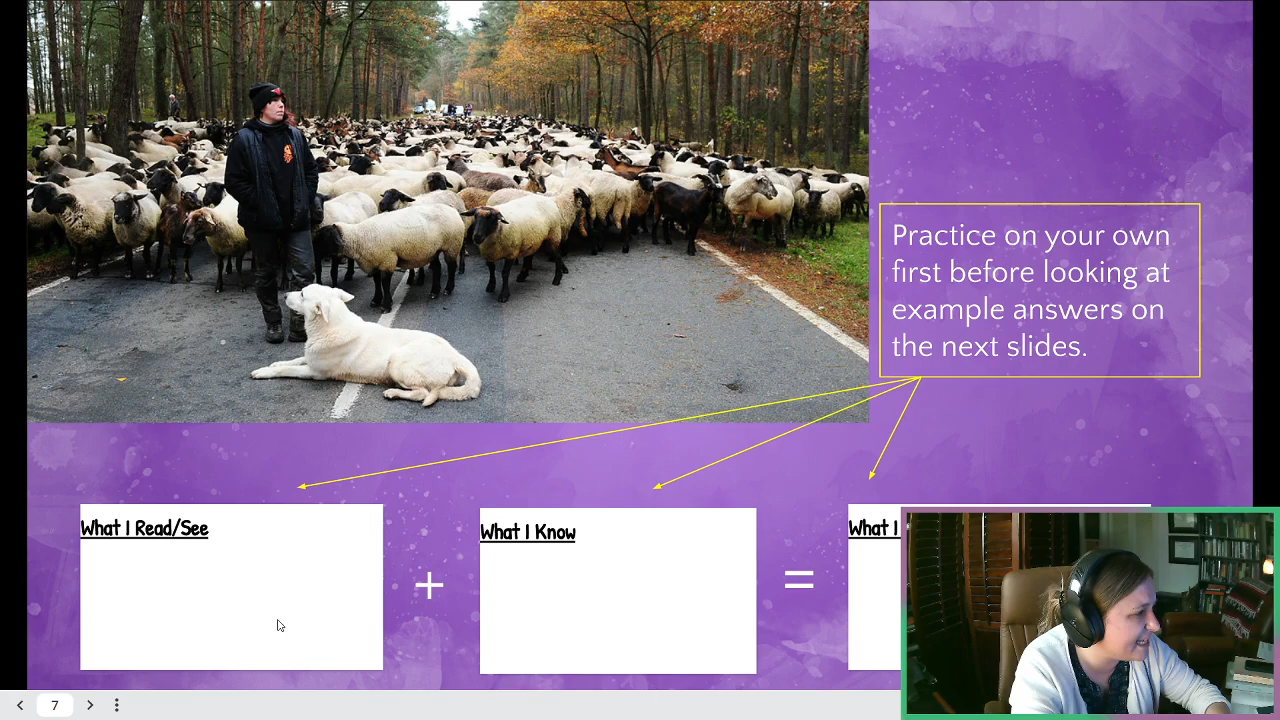 Practice on your own
first before looking at
example answers on
the next slides.
What I Read/See
What I Know
What I
+
=
7